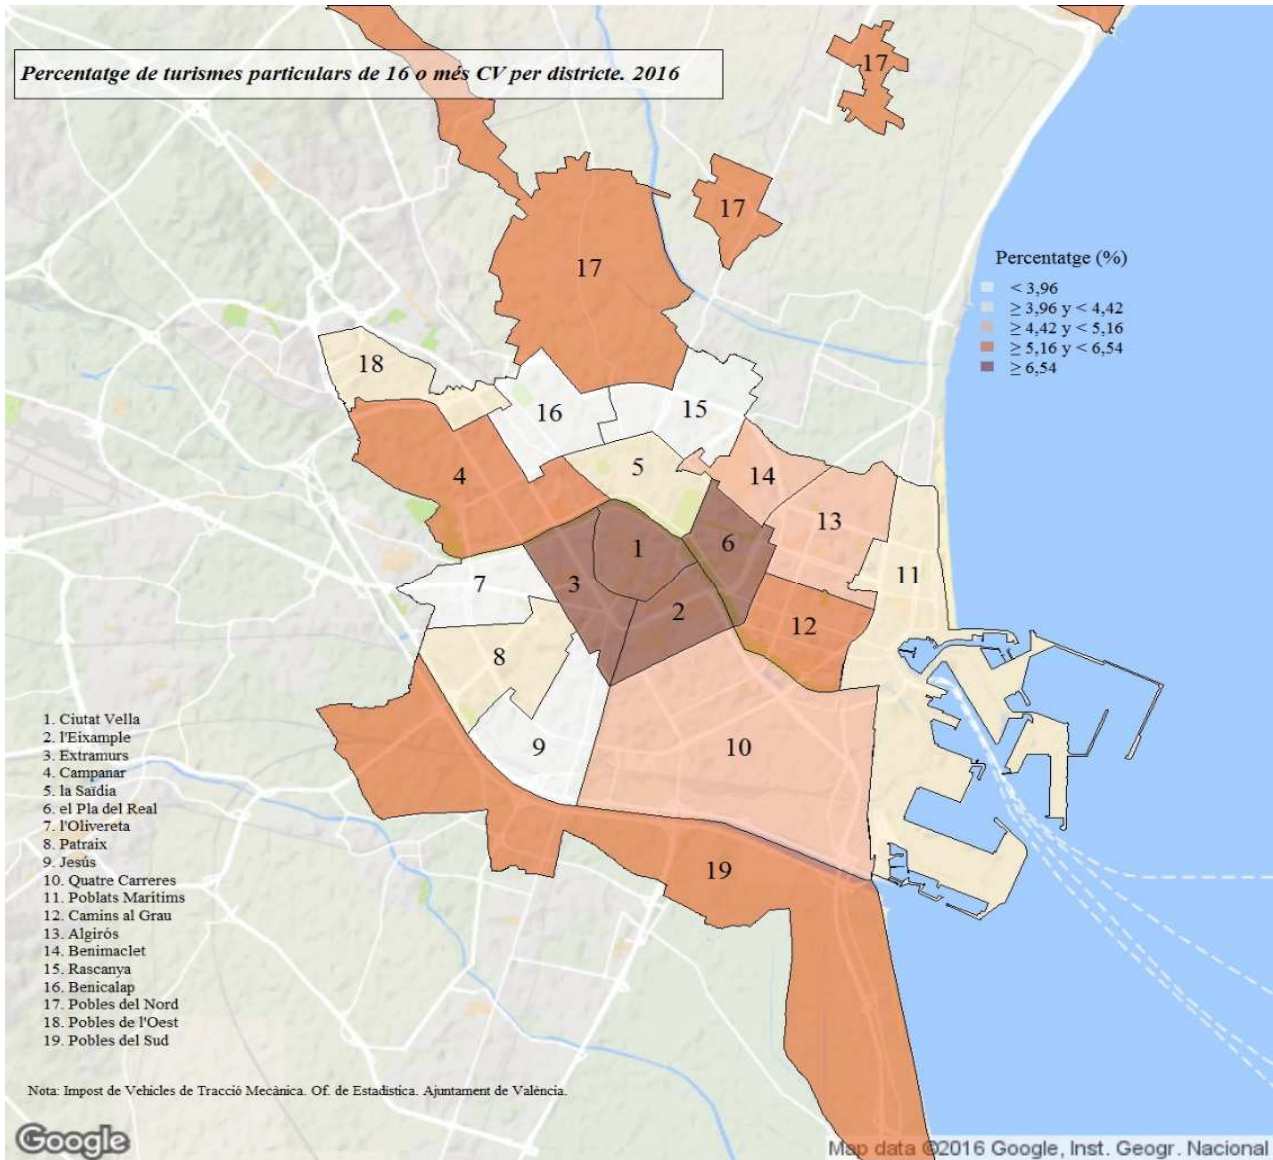 Percentatge de turismes particulars de 16 o més CV per districte. 2016
17
17
17
Percentatge (%)
< 3,96
≥ 3,96 y < 4,42
≥ 4,42 y < 5,16
≥ 5,16 y < 6,54
≥ 6,54
18
16
15
5
4
14
13
6
1
11
3
7
2
12
8
9
10
19
1. Ciutat Vella
2. l'Eixample
3. Extramurs
4. Campanar
5. la Saïdia
6. el Pla del Real
7. l'Olivereta
8. Patraix
9. Jesús
10. Quatre Carreres
11. Poblats Marítims
12. Camins al Grau
13. Algirós
14. Benimaclet
15. Rascanya
16. Benicalap
17. Pobles del Nord
18. Pobles de l'Oest
19. Pobles del Sud
Nota: Impost de Vehicles de Tracció Mecànica. Of. de Estadística. Ajuntament de València.
Google
Map data ©2016 Google, Inst. Geogr. Nacional